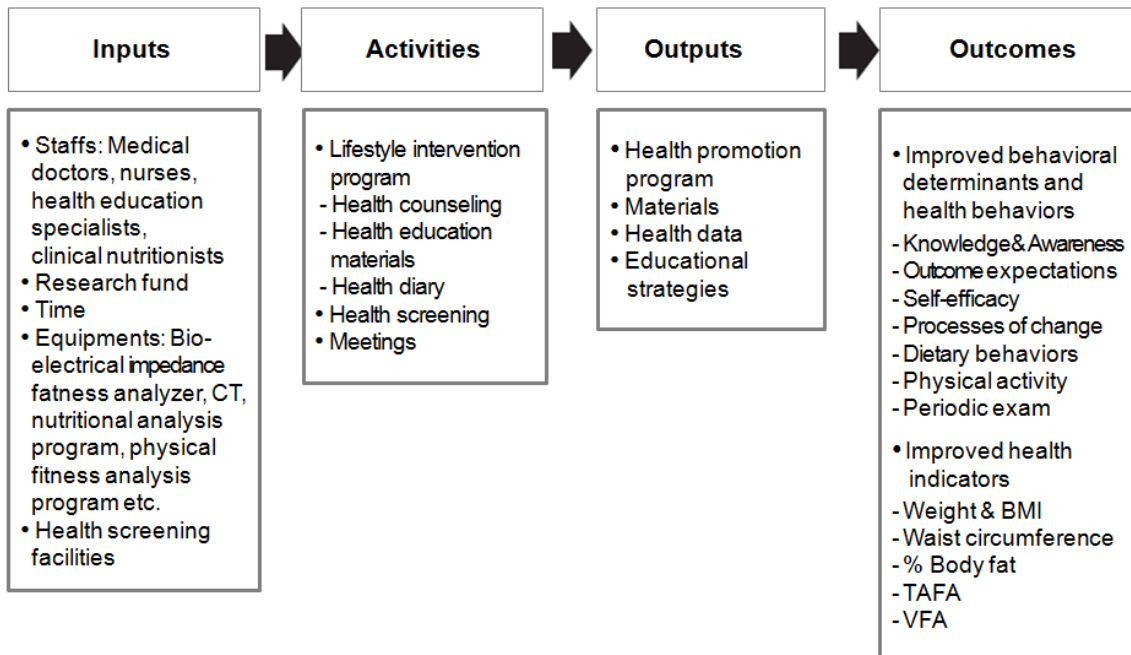 Inputs
Activities
Outputs
Outcomes
• Staffs: Medical
doctors, nurses,
health education
specialists,
clinical nutritionists
• Research fund
• Time
• Equipments: Bio-
electrical impedance
fatness analyzer, CT,
nutritional analysis
program, physical
fitness analysis
program etc.
• Health screening
facilities
• Lifestyle intervention
program
- Health counseling
- Health education
materials
- Health diary
• Health screening
• Meetings
• Health promotion
program
• Materials
• Health data
• Educational
strategies
• Improved behavioral
determinants and
health behaviors
- Knowledge & Awareness
- Outcome expectations
- Self-efficacy
- Processes of change
- Dietary behaviors
- Physical activity
- Periodic exam
• Improved health
indicators
- Weight & BMI
- Waist circumference
- % Body fat
- TAFA
- VFA